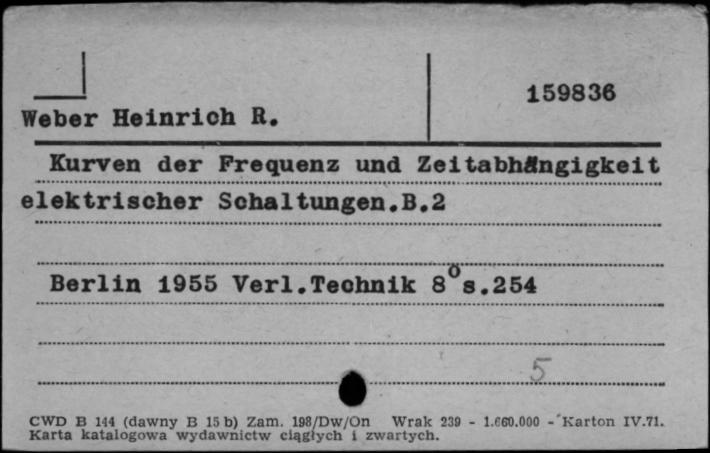 159836
Weber Heinrich R.
Kurven der Frequenz und Zeitabhängigkeit
elektrischer Schaltungen.B.2
Berlin 1955 Verl.Technik 8° s.254
5
CWD B 144 (dawny B 15 b) Zam. 198/Dw/On Wrak 239 - 1.660.000 - Karton IV.71.
Karta katalogowa wydawnictw ciągłych i zwartych.